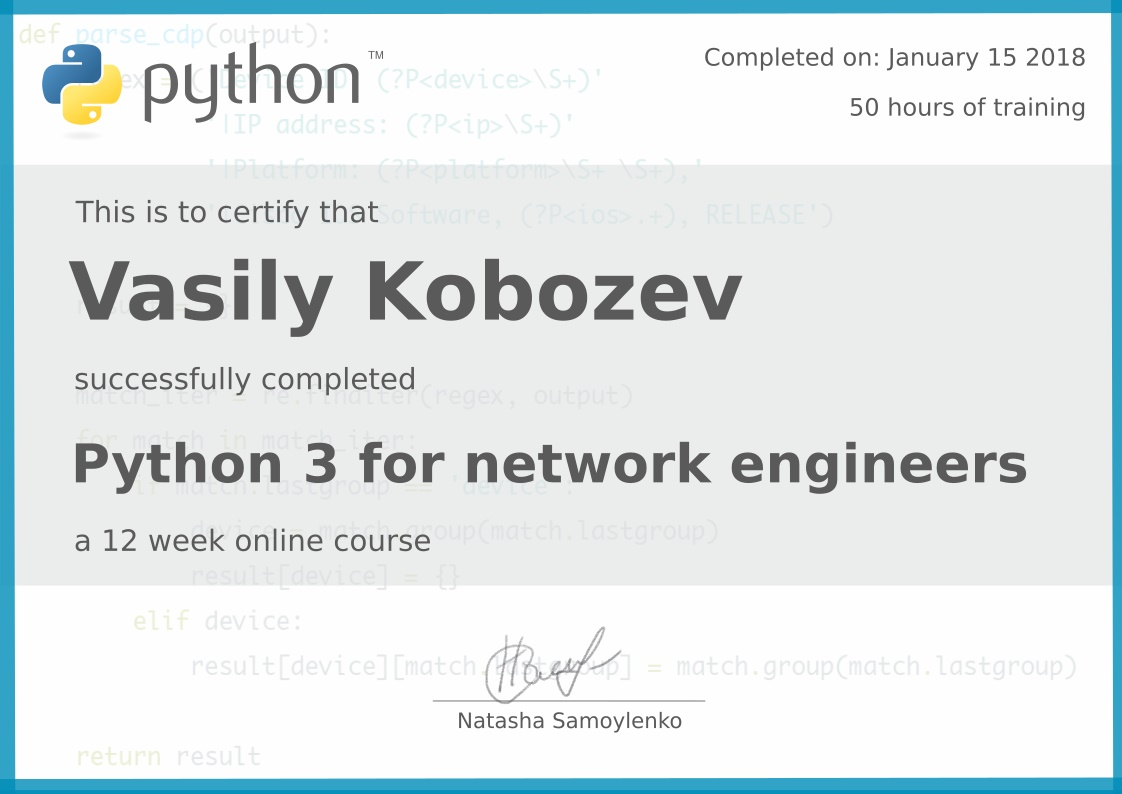 def parse_cdp(output):
python™
Completed on: January 15 2018
50 hours of training
Device ID: (?P<device>\S+)'
'|IP address: (?P<ip>\S+)'
'|Platform: (?P<platform>\S+ \S+),'
Software, (?P<ios>.+), RELEASE')
This is to certify that
Vasily Kobozev
successfully completed
match_iter = re.finditer(regex, output)
for match in match_iter:
Python 3 for network engineers
if match.lastgroup == 'device':
device = match.group(match.lastgroup)
a 12 week online course
result[device] = {}
elif device:
result[device][match.lastgroup] = match.group(match.lastgroup)
Natasha Samoylenko
return result